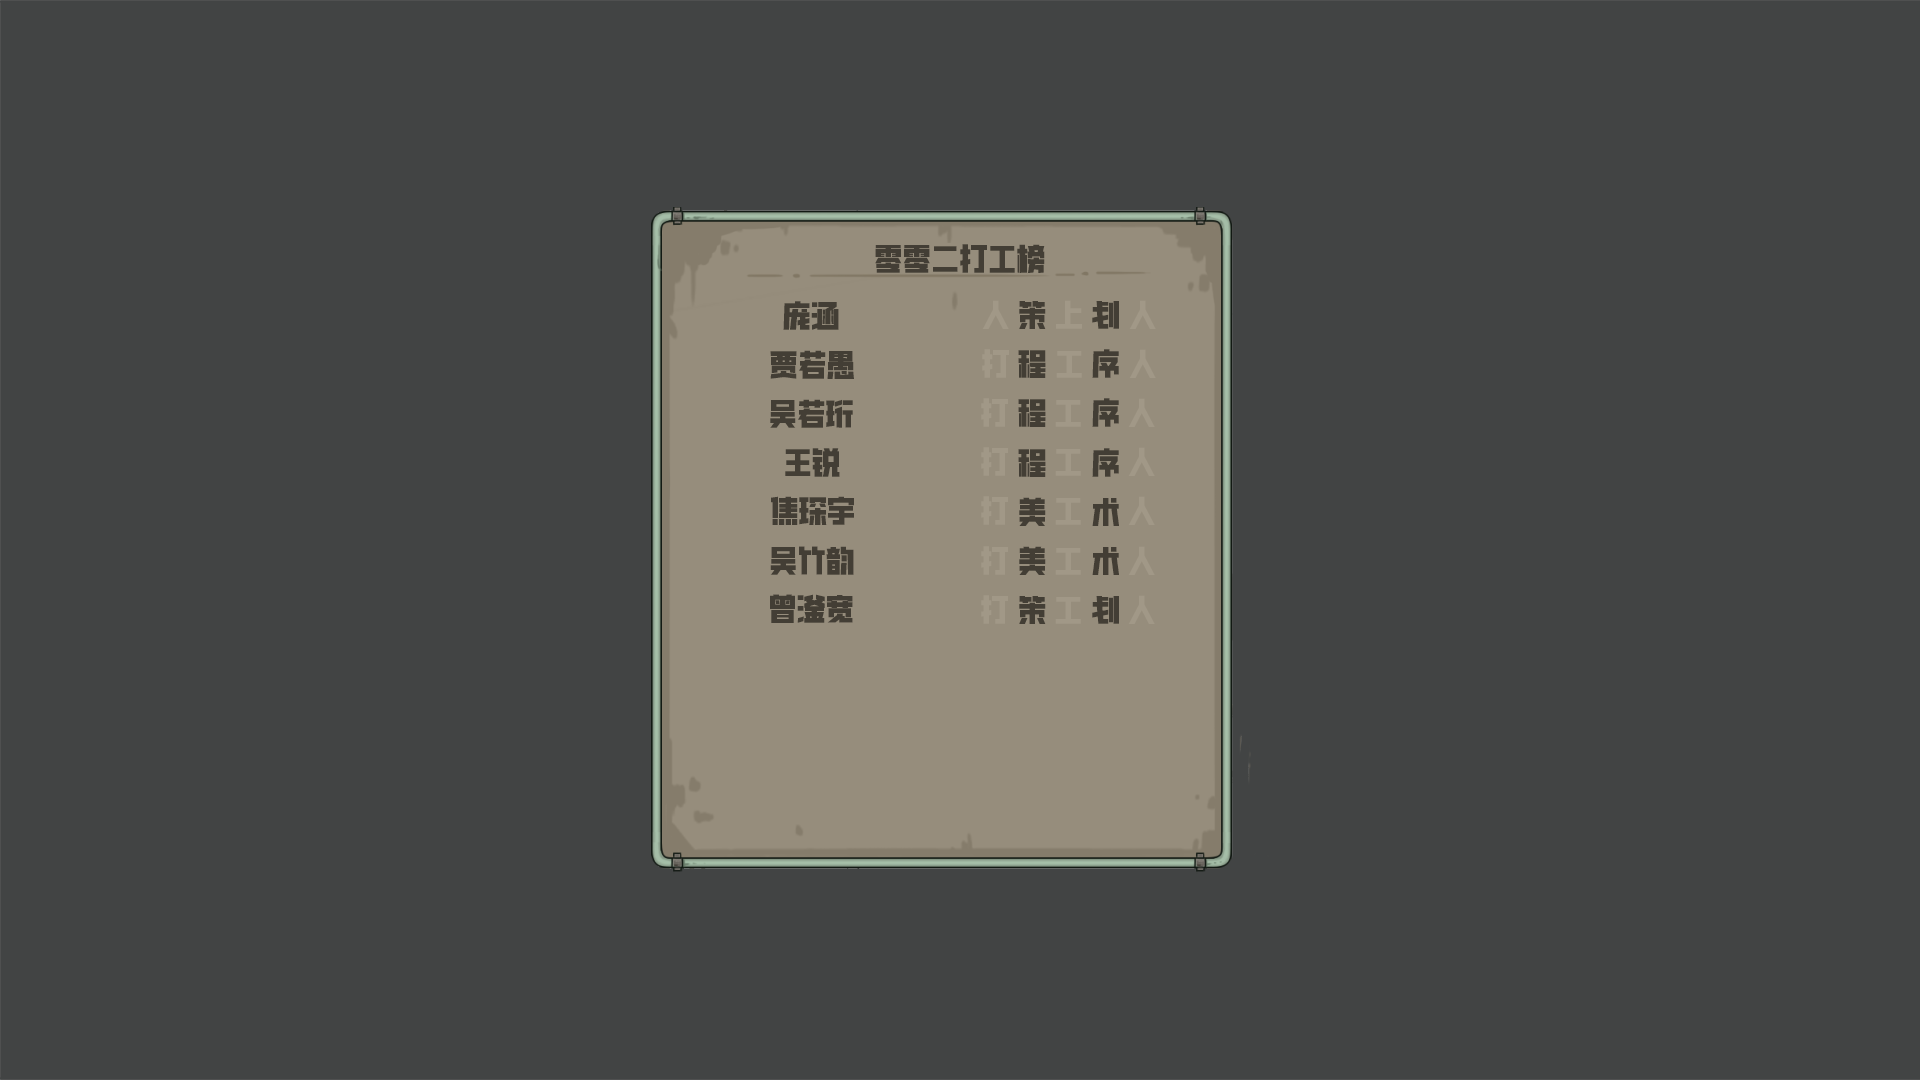 零零二打工榜
庞涵 人策上划人
贾若愚 打程工序人
吴若珩 打程工序人
王锐 打程工序人
焦琛宇 打美工术人
吴竹韵 打美工术人
曾滏宽 打策工划人